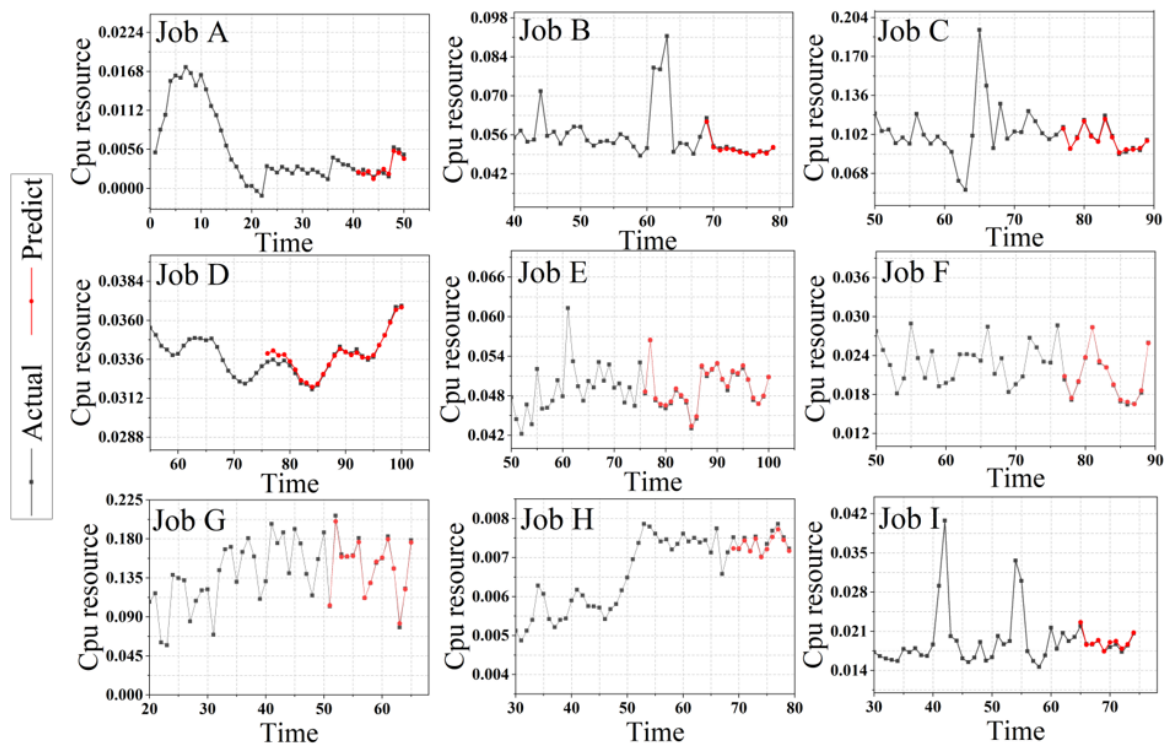 Actual Predict
Job A
Cpu resource
0.0224
0.0168
0.0112
0.0056
0.0000
0 10 20 30 40 50
Time
Job B
Cpu resource
0.098
0.084
0.070
0.056
0.042
40 50 60 70 80
Time
Job C
Cpu resource
0.204
0.170
0.136
0.102
0.068
50 60 70 80 90
Time
Job D
Cpu resource
0.0384
0.0360
0.0336
0.0312
0.0288
60 70 80 90 100
Time
Job E
Cpu resource
0.066
0.060
0.054
0.048
0.042
50 60 70 80 90 100
Time
Job F
Cpu resource
0.036
0.030
0.024
0.018
0.012
50 60 70 80 90
Time
Job G
Cpu resource
0.225
0.180
0.135
0.090
0.045
0.000
20 30 40 50 60
Time
Job H
Cpu resource
0.008
0.007
0.006
0.005
0.004
30 40 50 60 70 80
Time
Job I
Cpu resource
0.042
0.035
0.028
0.021
0.014
30 40 50 60 70
Time